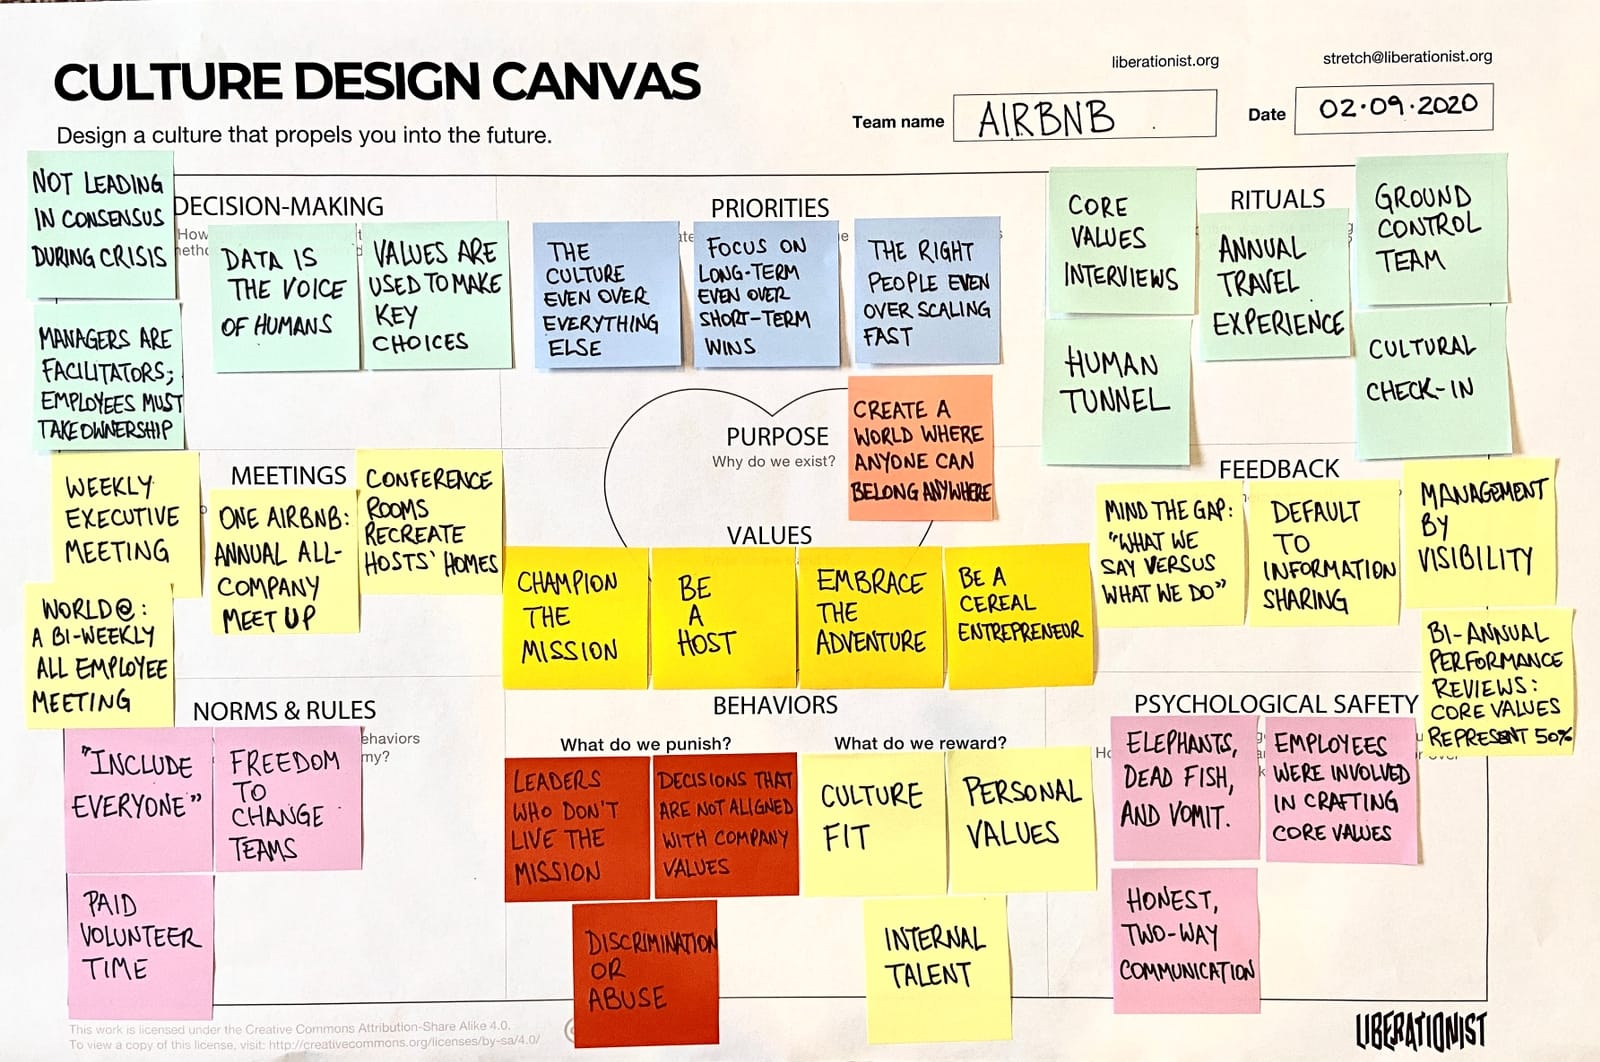 CULTURE DESIGN CANVAS
Design a culture that propels you into the future.
liberationist.org
stretch@liberationist.org
Team name
AIRBNB
Date
02.09.2020
NOT LEADING
IN CONSENSUS
DURING CRISIS
DECISION-MAKING
How
DATA IS
THE VOICE
OF HUMANS
VALUES ARE
USED TO MAKE
KEY
CHOICES
MANAGERS ARE
FACILITATORS;
EMPLOYEES MUST
TAKE OWNERSHIP
PRIORITIES
THE
CULTURE
EVEN OVER
EVERYTHING
ELSE
FOCUS ON
LONG-TERM
EVEN OVER
SHORT-TERM
WINS
THE RIGHT
PEOPLE EVEN
OVER SCALING
FAST
RITUALS
CORE
VALUES
INTERVIEWS
ANNUAL
TRAVEL
EXPERIENCE
GROUND
CONTROL
TEAM
HUMAN
TUNNEL
CULTURAL
CHECK-IN
PURPOSE
Why do we exist?
CREATE A
WORLD WHERE
ANYONE CAN
BELONG ANYWHERE
MEETINGS
WEEKLY
EXECUTIVE
MEETING
ONE AIRBNB:
ANNUAL ALL-
COMPANY
MEET UP
CONFERENCE
ROOMS
RECREATE
HOSTS' HOMES
WORLD@:
A BI-WEEKLY
ALL EMPLOYEE
MEETING
VALUES
CHAMPION
THE
MISSION
BE
A
HOST
EMBRACE
THE
ADVENTURE
BE A
CEREAL
ENTREPRENEUR
FEEDBACK
MIND THE GAP:
"WHAT WE
SAY VERSUS
WHAT WE DO"
DEFAULT
TO
INFORMATION
SHARING
MANAGEMENT
BY
VISIBILITY
BI-ANNUAL
PERFORMANCE
REVIEWS:
CORE VALUES
REPRESENT 50%
NORMS & RULES
"INCLUDE
EVERYONE"
FREEDOM
TO
CHANGE
TEAMS
PAID
VOLUNTEER
TIME
BEHAVIORS
What do we punish?
What do we reward?
LEADERS
WHO DON'T
LIVE THE
MISSION
DECISIONS THAT
ARE NOT ALIGNED
WITH COMPANY
VALUES
DISCRIMINATION
OR
ABUSE
CULTURE
FIT
PERSONAL
VALUES
INTERNAL
TALENT
PSYCHOLOGICAL SAFETY
ELEPHANTS,
DEAD FISH,
AND VOMIT.
EMPLOYEES
WERE INVOLVED
IN CRAFTING
CORE VALUES
HONEST,
TWO-WAY
COMMUNICATION
This work is licensed under the Creative Commons Attribution-Share Alike 4.0.
To view a copy of this license, visit: http://creativecommons.org/licenses/by-sa/4.0/
LIBERATIONIST